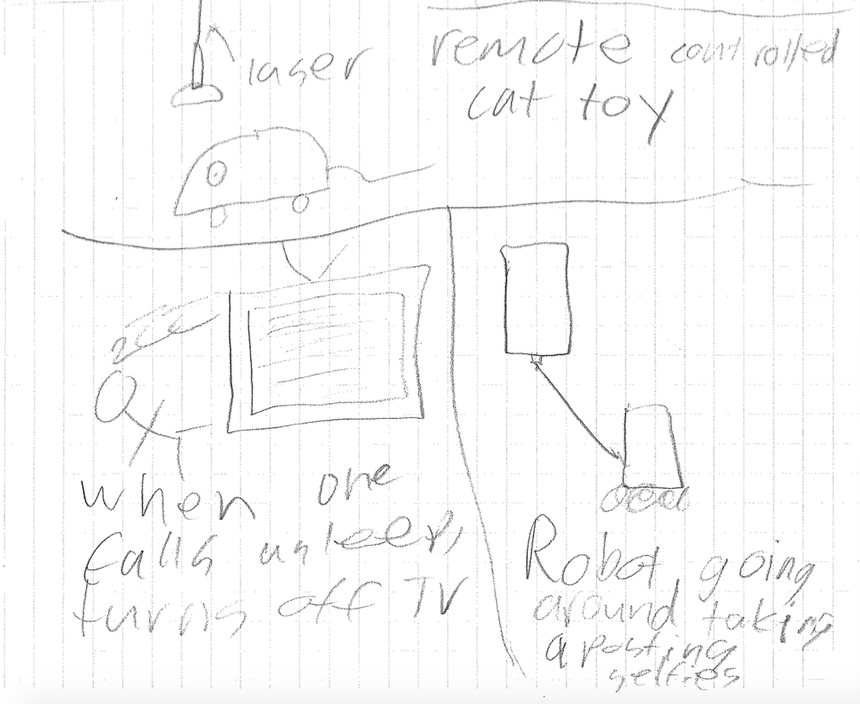 laser
remote controlled
cat toy
zzz
when one
falls asleep,
turns off TV
Robot going
around taking
a posting
selfies